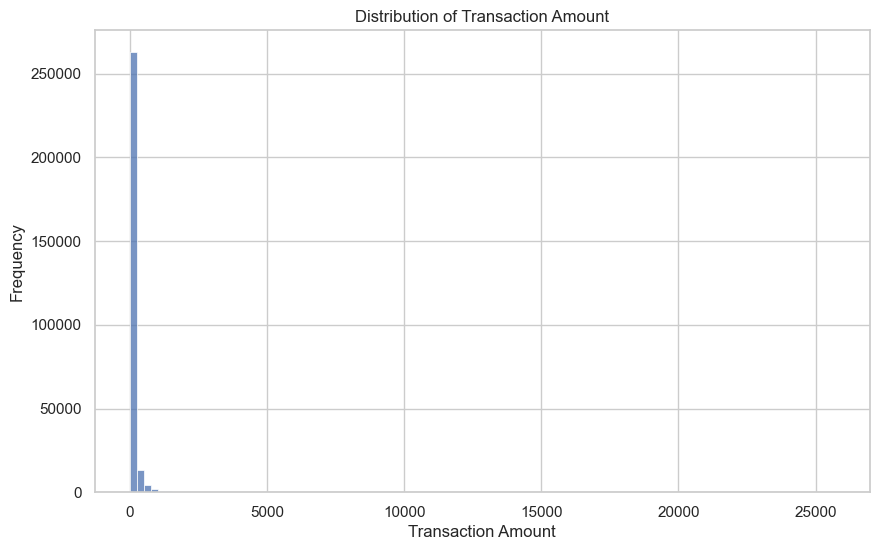 Distribution of Transaction Amount
Frequency
250000
200000
150000
100000
50000
0
0 5000 10000 15000 20000 25000
Transaction Amount